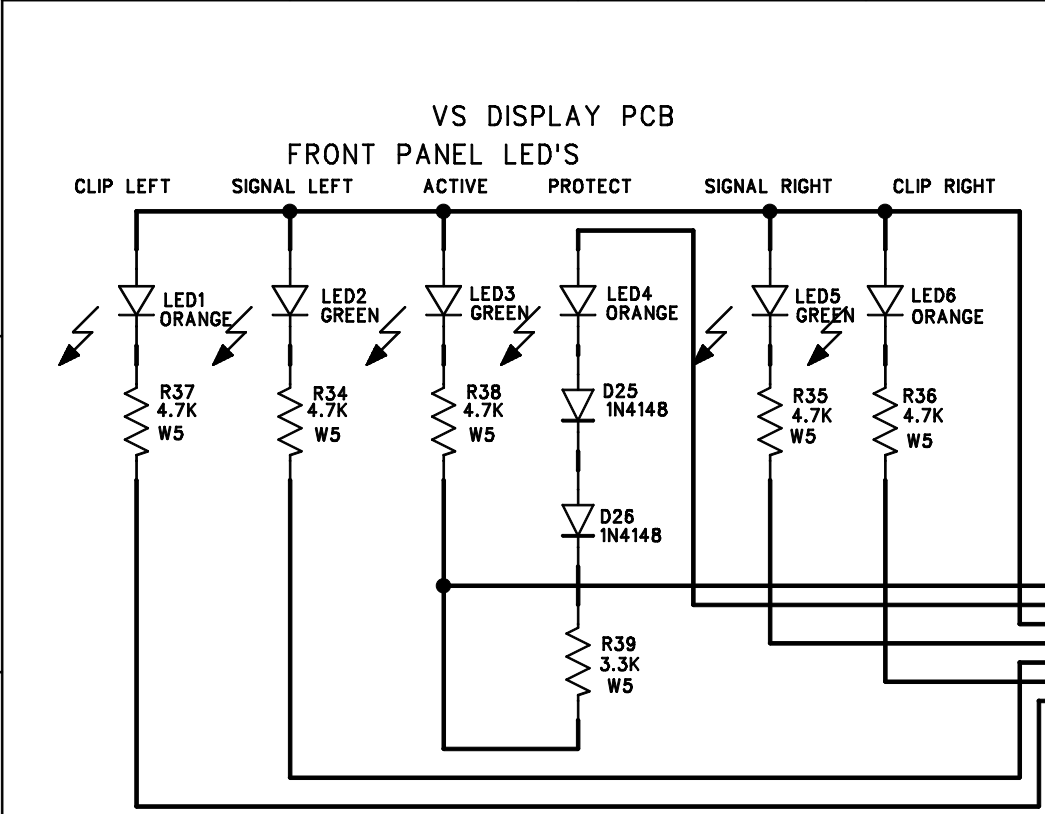 VS DISPLAY PCB
FRONT PANEL LED'S
CLIP LEFT
SIGNAL LEFT
ACTIVE
PROTECT
SIGNAL RIGHT
CLIP RIGHT
LED1
ORANGE
LED2
GREEN
LED3
GREEN
LED4
ORANGE
LED5
GREEN
LED6
ORANGE
R37
4.7K
W5
R34
4.7K
W5
R38
4.7K
W5
D25
1N4148
R35
4.7K
W5
R36
4.7K
W5
D26
1N4148
R39
3.3K
W5